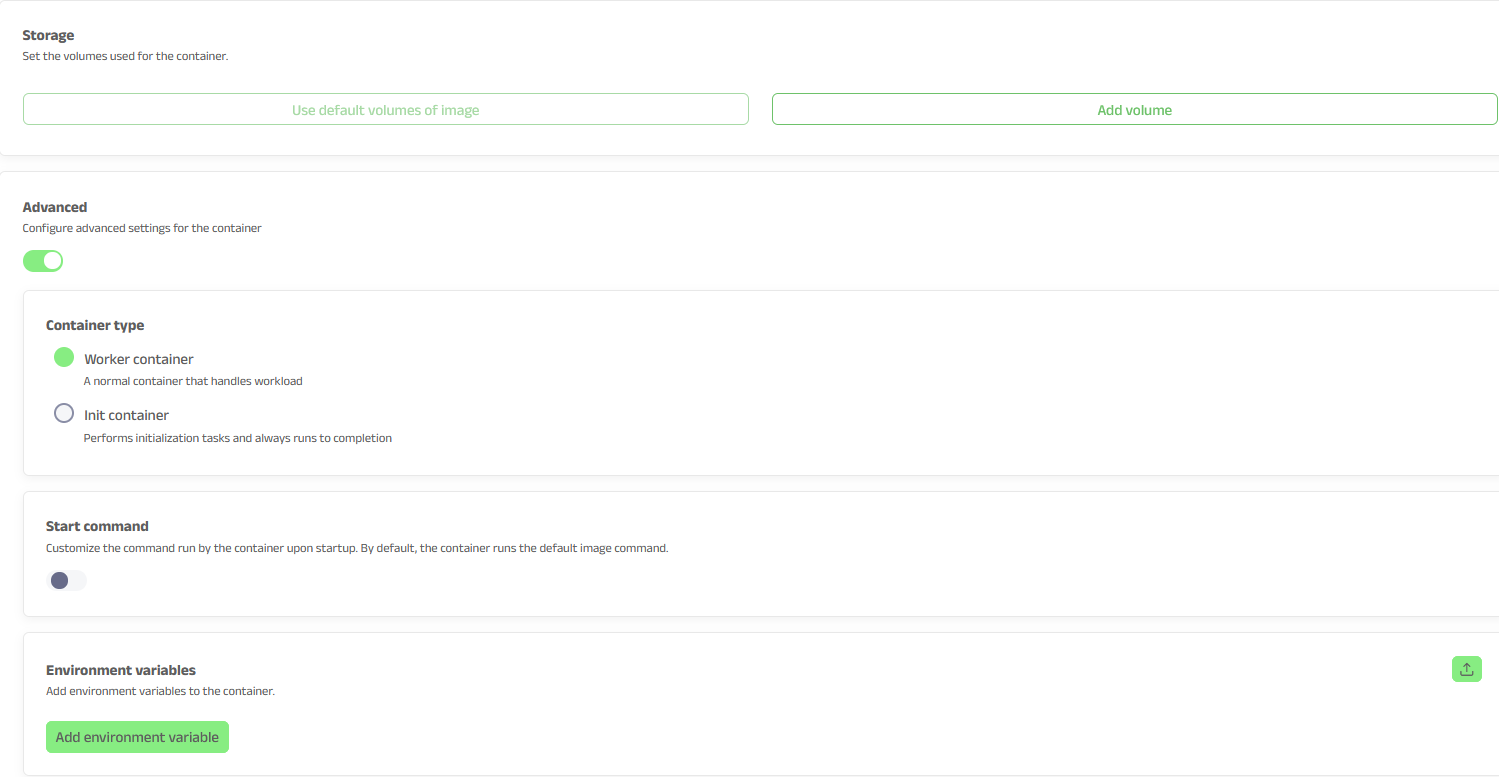 Storage
Set the volumes used for the container.
Use default volumes of image
Add volume
Advanced
Configure advanced settings for the container
Container type
Worker container
A normal container that handles workload
Init container
Performs initialization tasks and always runs to completion
Start command
Customize the command run by the container upon startup. By default, the container runs the default image command.
Environment variables
Add environment variables to the container.
Add environment variable